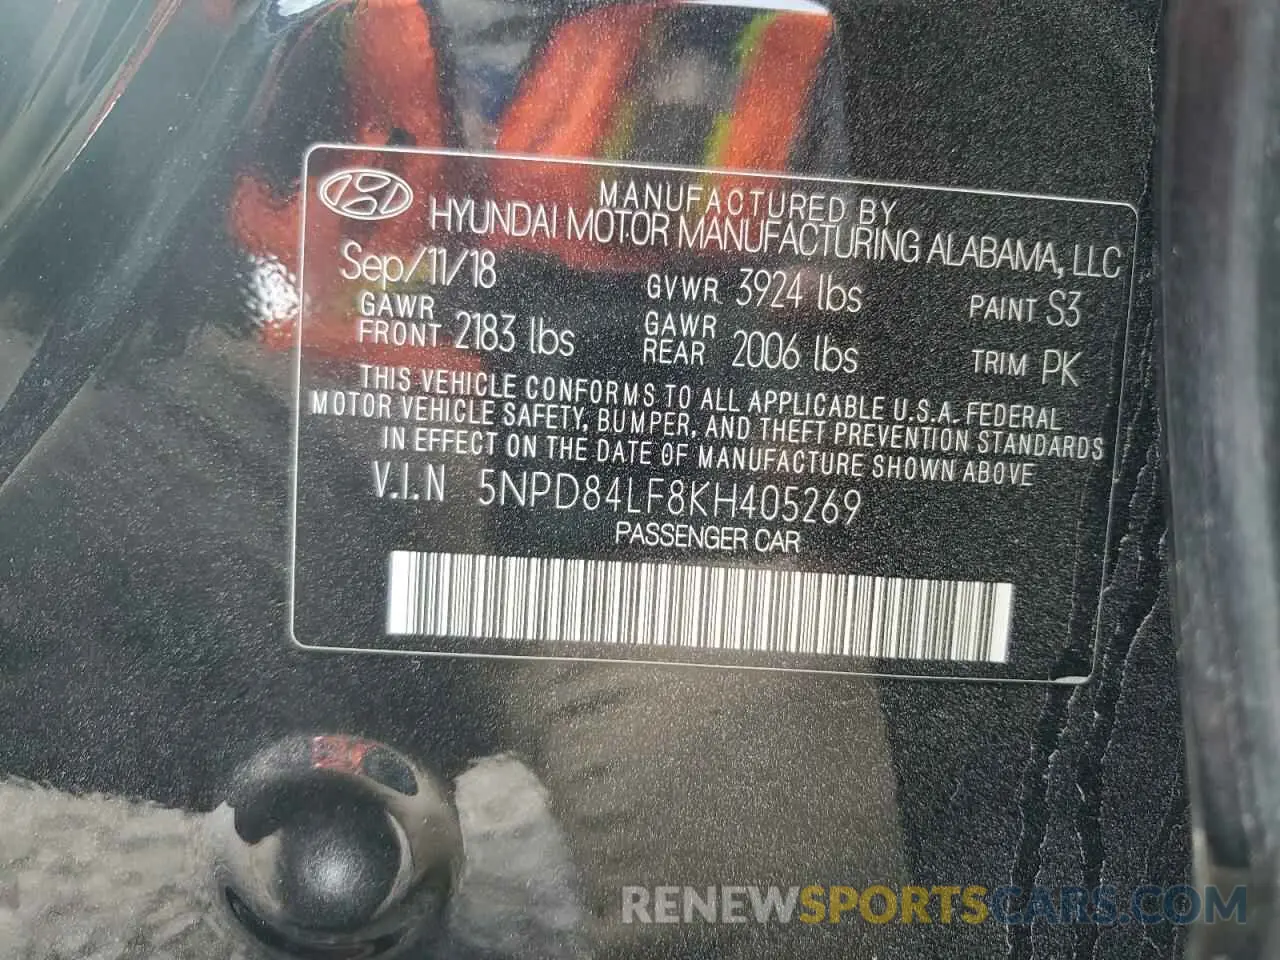 MANUFACTURED BY
HYUNDAI MOTOR MANUFACTURING ALABAMA, LLC
Sep/11/18 GVWR 3924 lbs PAINT S3
GAWR FRONT 2183 lbs GAWR REAR 2006 lbs TRIM PK
THIS VEHICLE CONFORMS TO ALL APPLICABLE U.S.A. FEDERAL
MOTOR VEHICLE SAFETY, BUMPER, AND THEFT PREVENTION STANDARDS
IN EFFECT ON THE DATE OF MANUFACTURE SHOWN ABOVE
V.I.N 5NPD84LF8KH405269
PASSENGER CAR
RENEWSPORTSCARS.COM